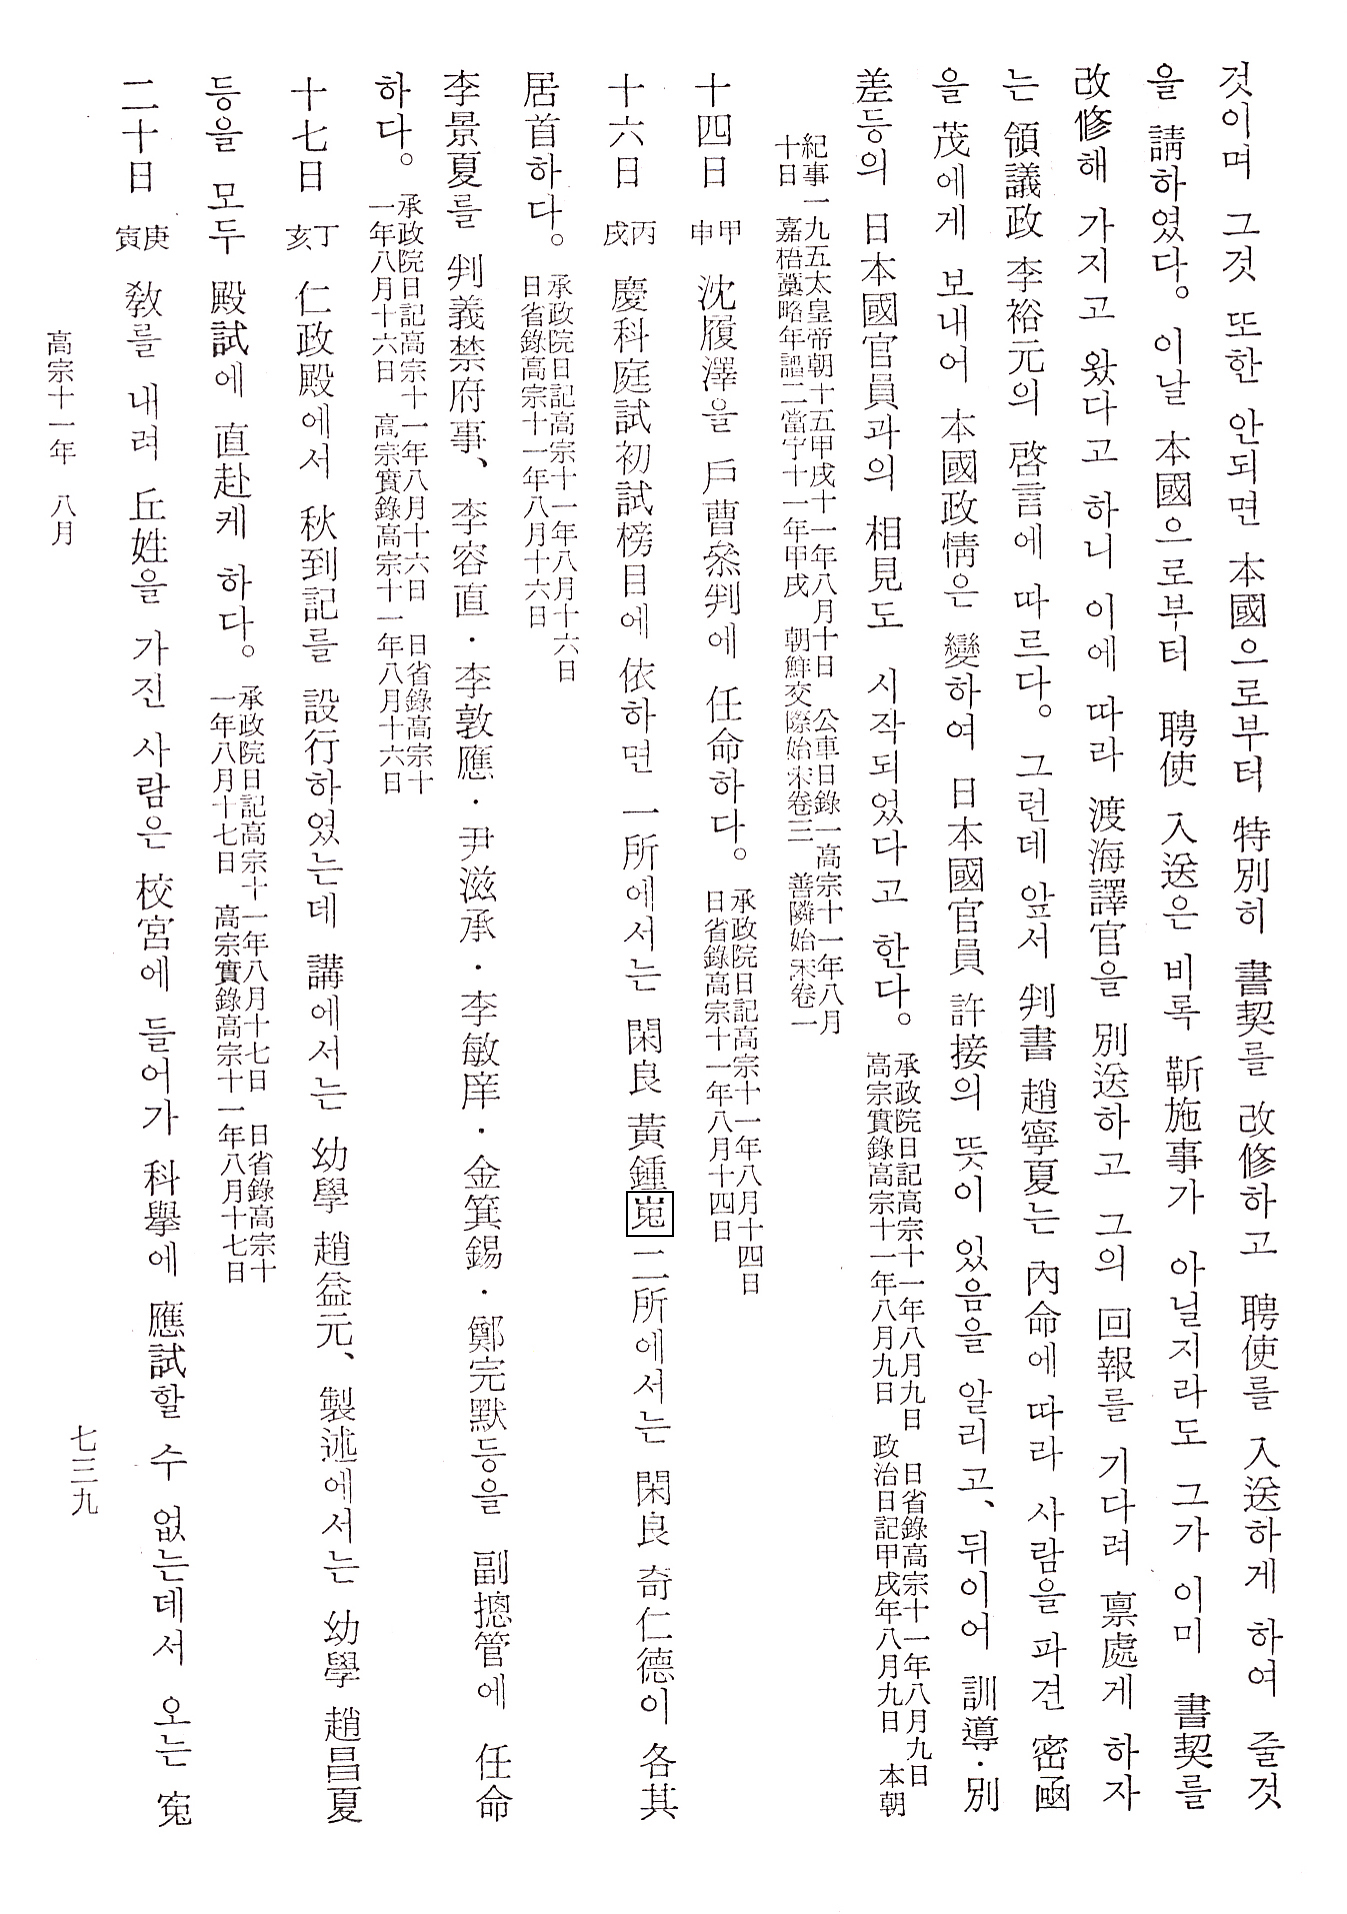 것이며 그것 또한 안되면 本國으로부터 特別히 書契를 改修하고 聘使를 入送하게 하여 줄것
을 請하였다。이날 本國으로부터 聘使 入送은 비록 靳施事가 아닐지라도 그가 이미 書契를
改修해 가지고 왔다고 하니 이에 따라 渡海譯官을 別送하고 그의 回報를 기다려 禀處게 하자
는 領議政 李裕元의 啓言에 따르다。그런데 앞서 判書 趙寧夏는 內命에 따라 사람을 파견 密函
을 茂에게 보내어 本國政情은 變하여 日本國官員 許接의 뜻이 있음을 알리고、뒤이어 訓導·別
差등의 日本國官員과의 相見도 시작되었다고 한다。
承政院日記高宗十一年八月九日 日省錄高宗十一年八月九日
高宗實錄高宗十一年八月九日 政治日記甲戌年八月九日 本朝
紀事一九五太皇帝朝十五甲戌十一年八月十日 公車日錄一高宗十一年八月
十日 嘉梧藁略年譜二當宁十一年甲戌 朝鮮交際始末卷三 善隣始末卷一
十四日 甲申 沈履澤을 戶曹叅判에 任命하다。
承政院日記高宗十一年八月十四日
日省錄高宗十一年八月十四日
十六日 丙戌 慶科庭試初試榜目에 依하면 一所에서는 閑良 黃鍾嵬 二所에서는 閑良 奇仁德이 各其
居首하다。
承政院日記高宗十一年八月十六日
日省錄高宗十一年八月十六日
李景夏를 判義禁府事、李容直·李敦應·尹滋承·李敏庠·金箕錫·鄭完默등을 副摠管에 任命
하다。
承政院日記高宗十一年八月十六日 日省錄高宗十
一年八月十六日 高宗實錄高宗十一年八月十六日
十七日 丁亥 仁政殿에서 秋到記를 設行하였는데 講에서는 幼學 趙益元、製述에서는 幼學 趙昌夏
등을 모두 殿試에 直赴케 하다。
承政院日記高宗十一年八月十七日 日省錄高宗十
一年八月十七日 高宗實錄高宗十一年八月十七日
二十日 庚寅 敎를 내려 丘姓을 가진 사람은 校宮에 들어가 科擧에 應試할 수 없는데서 오는 寃
高宗十一年 八月
七三九